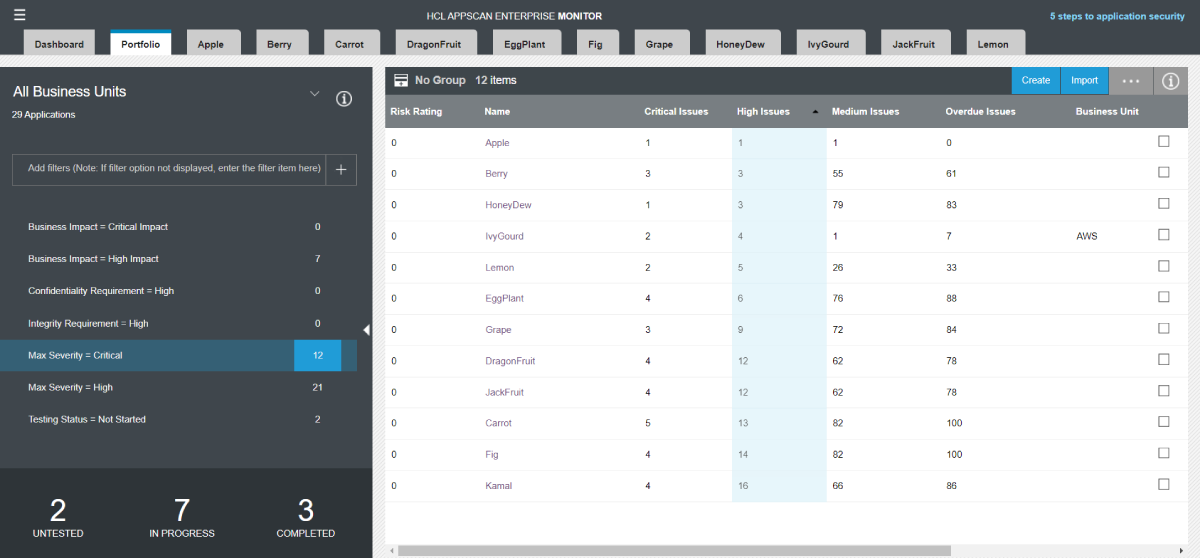 HCL APPSCAN ENTERPRISE MONITOR
5 steps to application security
Dashboard Portfolio Apple Berry Carrot DragonFruit EggPlant Fig Grape HoneyDew IvyGourd JackFruit Lemon
All Business Units
29 Applications
Add filters (Note: If filter option not displayed, enter the filter item here) +
Business Impact = Critical Impact 0
Business Impact = High Impact 7
Confidentiality Requirement = High 0
Integrity Requirement = High 0
Max Severity = Critical 12
Max Severity = High 21
Testing Status = Not Started 2
2 7 3
UNTESTED IN PROGRESS COMPLETED
No Group 12 items Create Import ...
Risk Rating Name Critical Issues High Issues Medium Issues Overdue Issues Business Unit
0 Apple 1 1 1 0
0 Berry 3 3 55 61
0 HoneyDew 1 3 79 83
0 IvyGourd 2 4 1 7 AWS
0 Lemon 2 5 26 33
0 EggPlant 4 6 76 88
0 Grape 3 9 72 84
0 DragonFruit 4 12 62 78
0 JackFruit 4 12 62 78
0 Carrot 5 13 82 100
0 Fig 4 14 82 100
0 Kamal 4 16 66 86